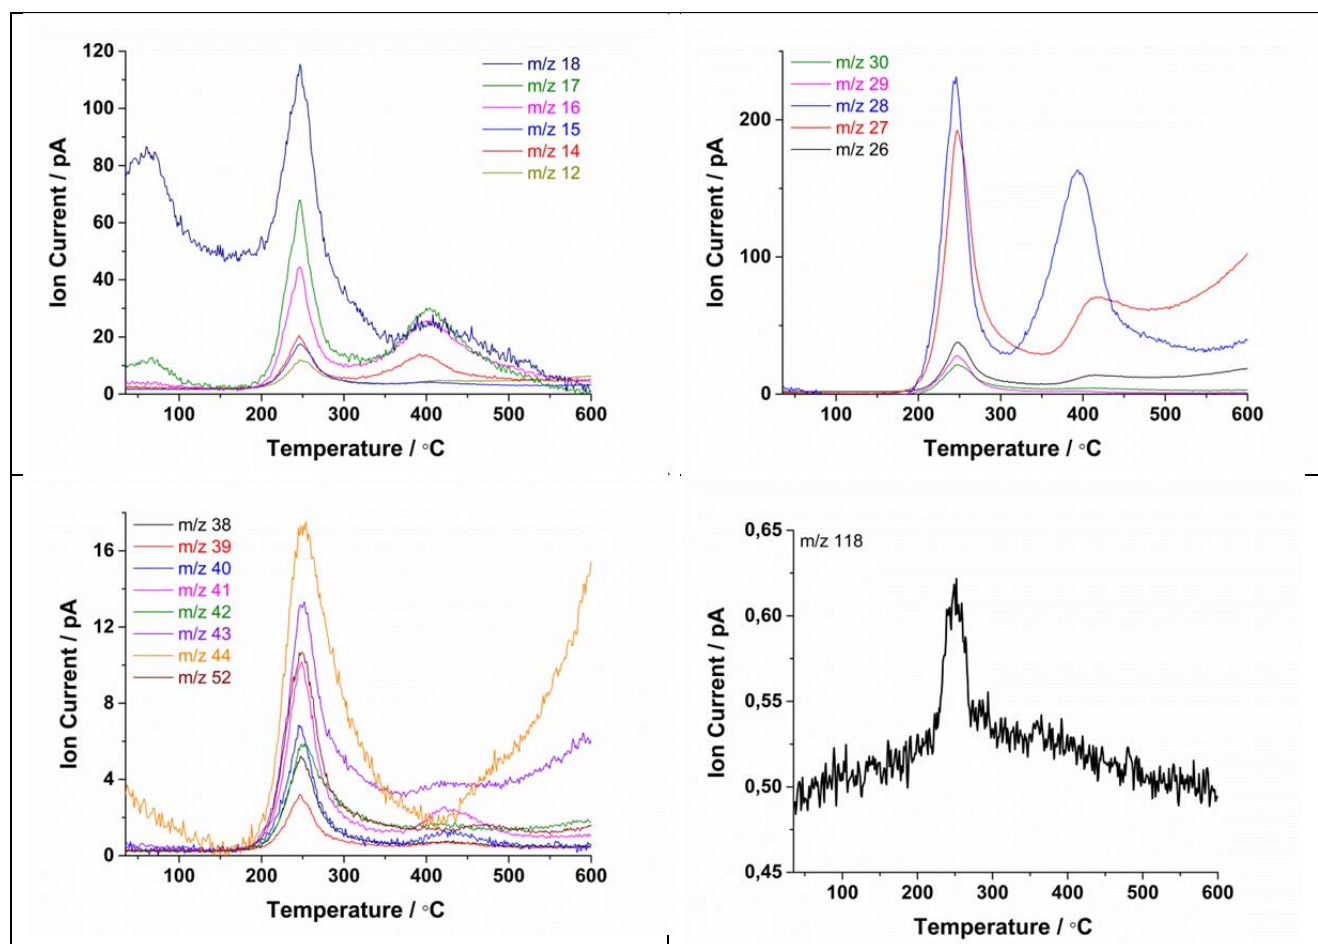 120
100
80
60
40
20
0
Ion Current / pA
m/z 18
m/z 17
m/z 16
m/z 15
m/z 14
m/z 12
100 200 300 400 500 600
Temperature / °C
200
100
0
Ion Current / pA
m/z 30
m/z 29
m/z 28
m/z 27
m/z 26
100 200 300 400 500 600
Temperature / °C
16
12
8
4
0
Ion Current / pA
m/z 38
m/z 39
m/z 40
m/z 41
m/z 42
m/z 43
m/z 44
m/z 52
100 200 300 400 500 600
Temperature / °C
0,65
0,60
0,55
0,50
0,45
Ion Current / pA
m/z 118
100 200 300 400 500 600
Temperature / °C